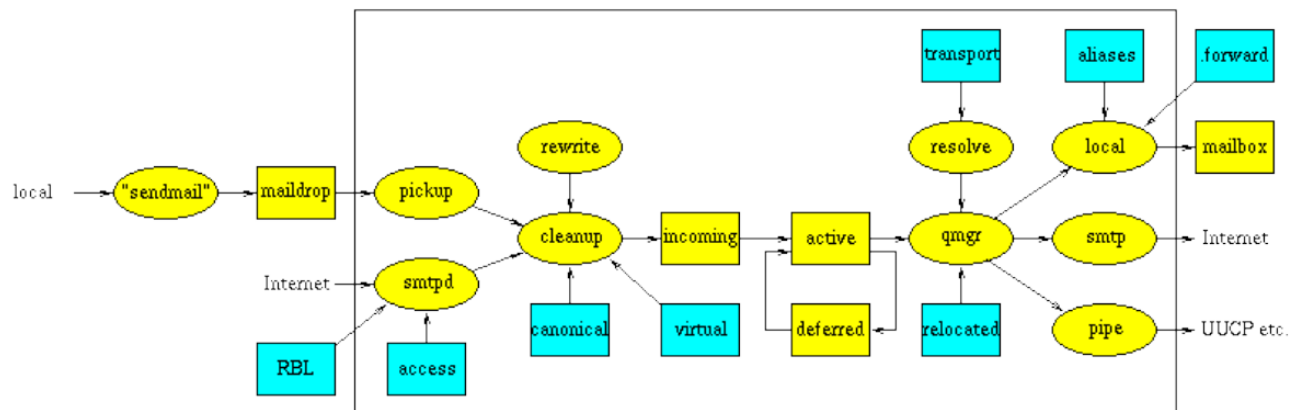 transport
aliases
.forward
rewrite
resolve
local
mailbox
local
"sendmail"
maildrop
pickup
cleanup
incoming
active
qmgr
smtp
Internet
Internet
smtpd
canonical
virtual
deferred
relocated
pipe
UUCP etc.
RBL
access